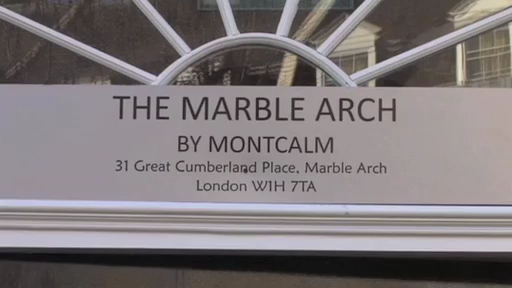 THE MARBLE ARCH
BY MONTCALM
31 Great Cumberland Place, Marble Arch
London W1H 7TA